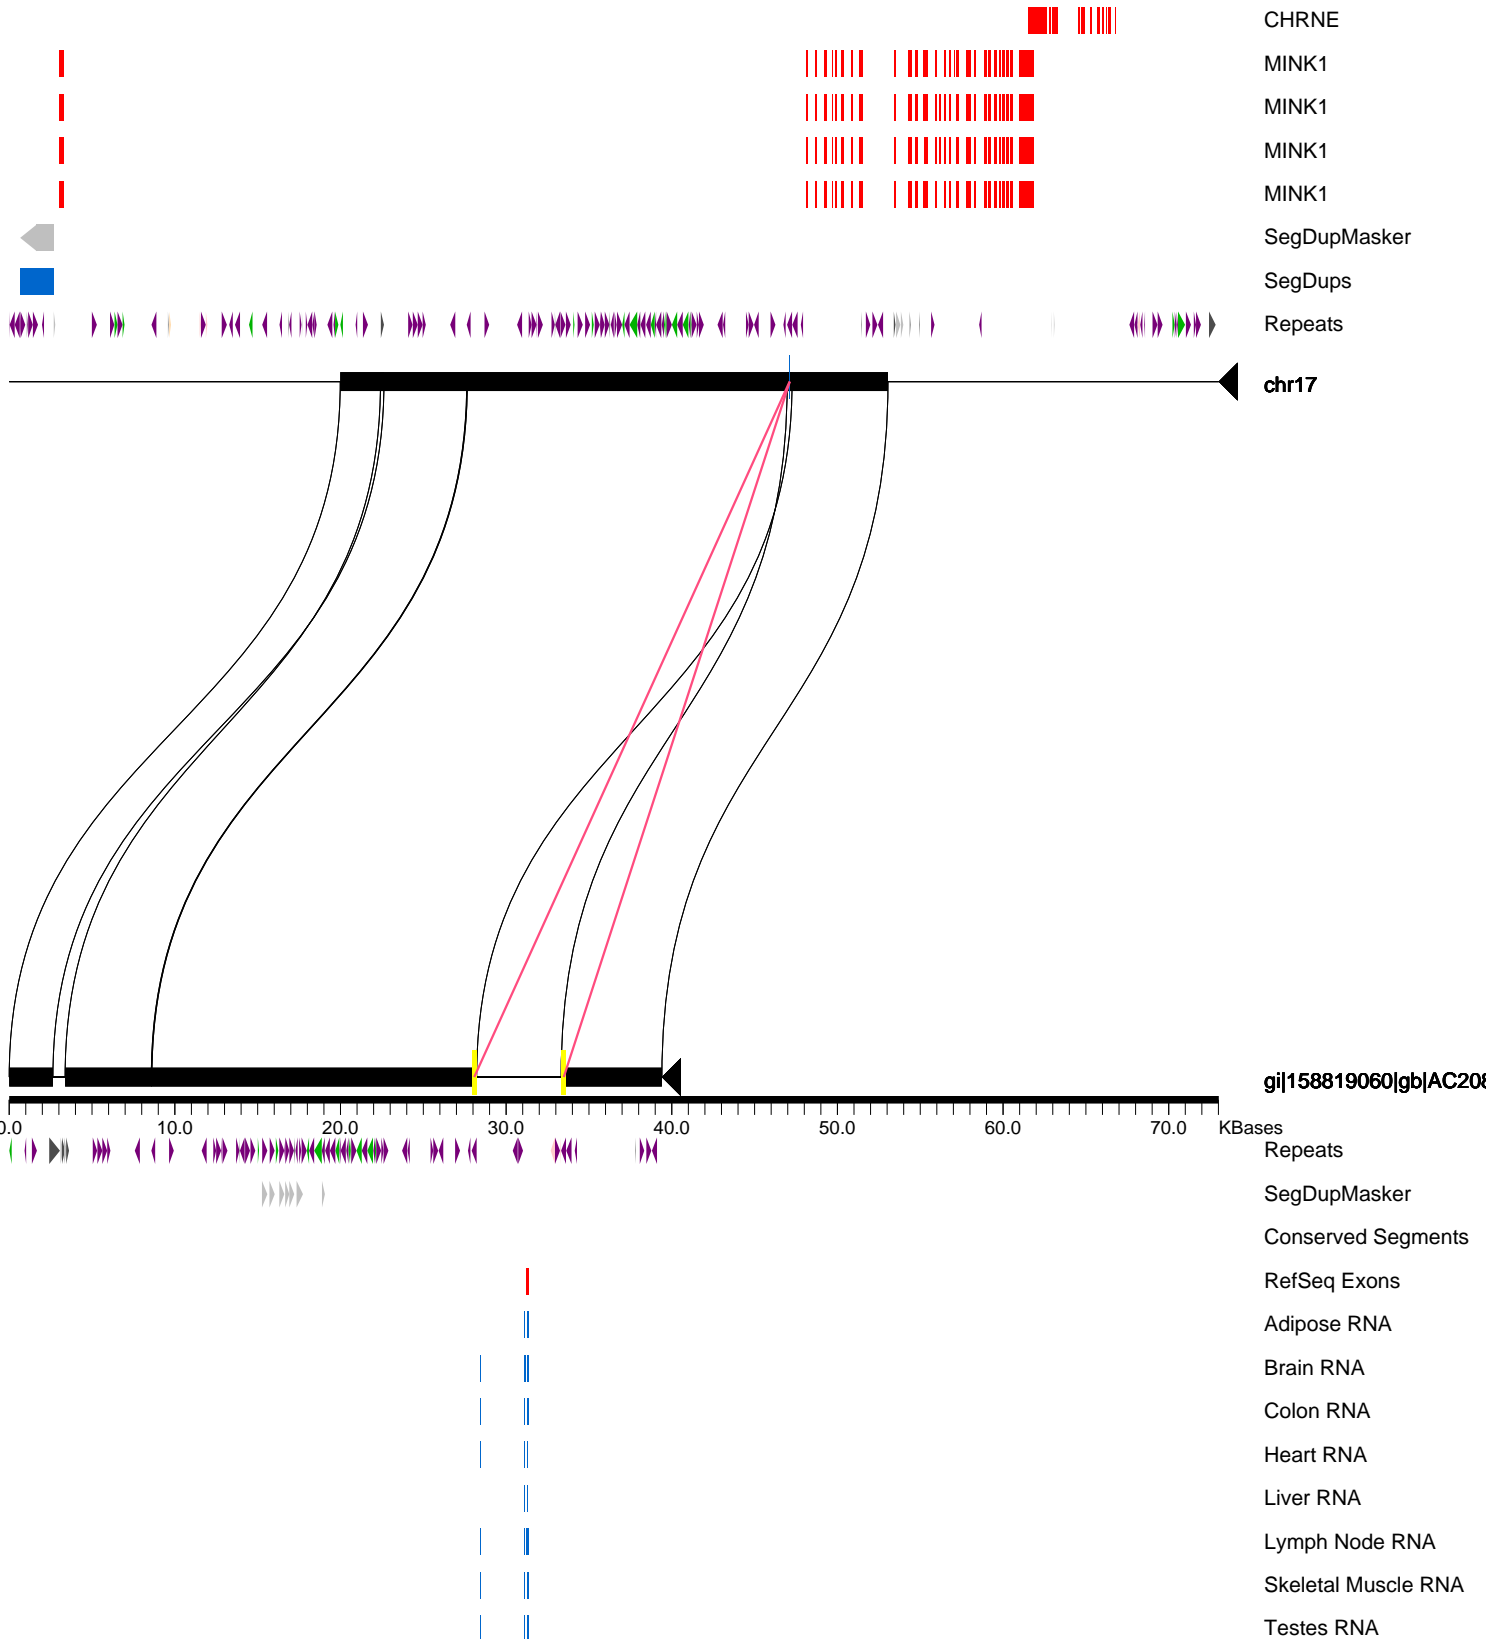 CHRNE
MINK1
MINK1
MINK1
MINK1
SegDupMasker
SegDups
Repeats
chr17
gi|158819060|gb|AC208
0.0 10.0 20.0 30.0 40.0 50.0 60.0 70.0 KBases
Repeats
SegDupMasker
Conserved Segments
RefSeq Exons
Adipose RNA
Brain RNA
Colon RNA
Heart RNA
Liver RNA
Lymph Node RNA
Skeletal Muscle RNA
Testes RNA